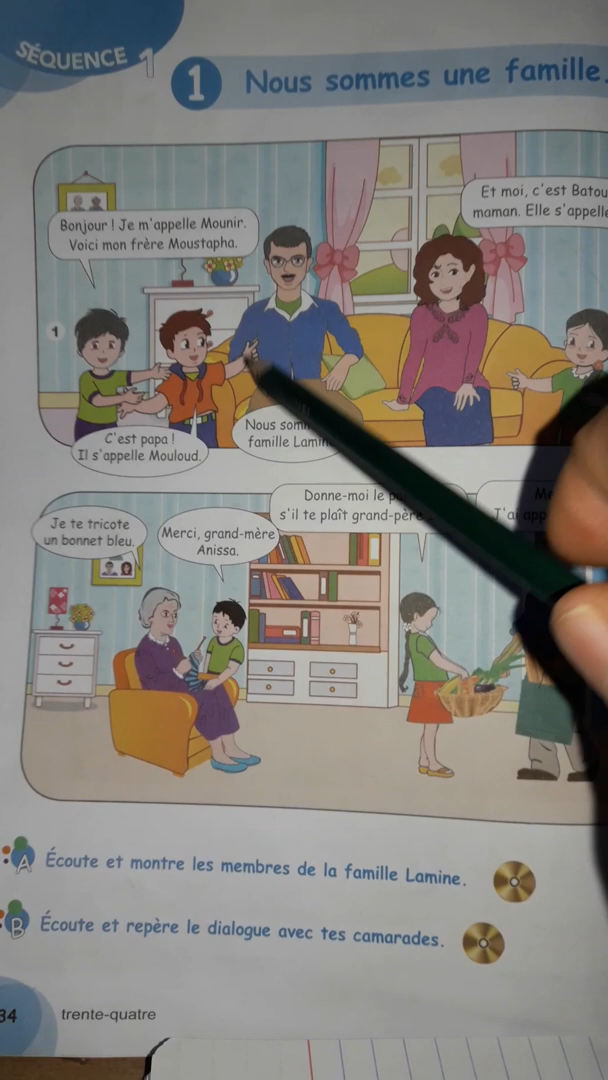 SÉQUENCE 1
1 Nous sommes une famille.
Bonjour ! Je m'appelle Mounir.
Voici mon frère Moustapha.
Et moi, c'est
maman. Elle
1
C'est papa !
Il s'appelle Mouloud.
Nous
famille
Je te tricote
un bonnet bleu.
Merci, grand-mère
Anissa.
Donne-moi le
s'il te plaît grand-père
J'ai
A Écoute et montre les membres de la famille Lamine.
B Écoute et repère le dialogue avec tes camarades.
34 trente-quatre